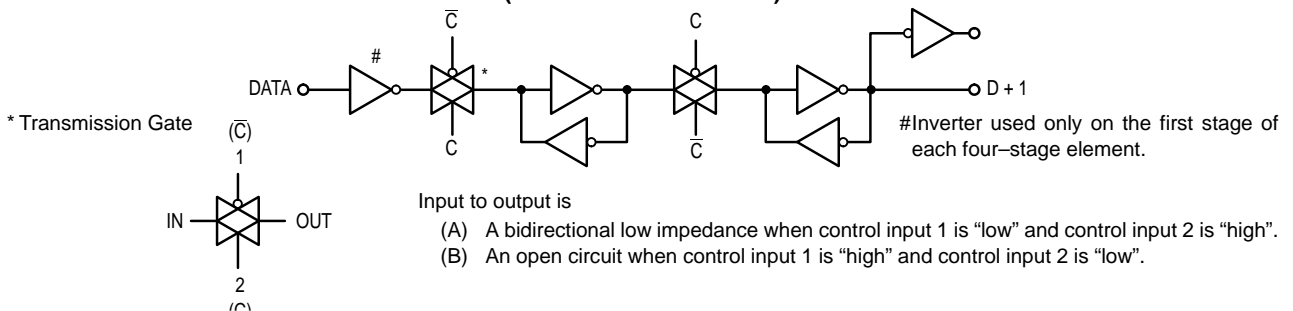 C̅
C
#
*
DATA
D + 1
C
C̅
* Transmission Gate
(C̅)
1
IN
OUT
2
(C)
#Inverter used only on the first stage of
each four–stage element.
Input to output is
(A) A bidirectional low impedance when control input 1 is “low” and control input 2 is “high”.
(B) An open circuit when control input 1 is “high” and control input 2 is “low”.